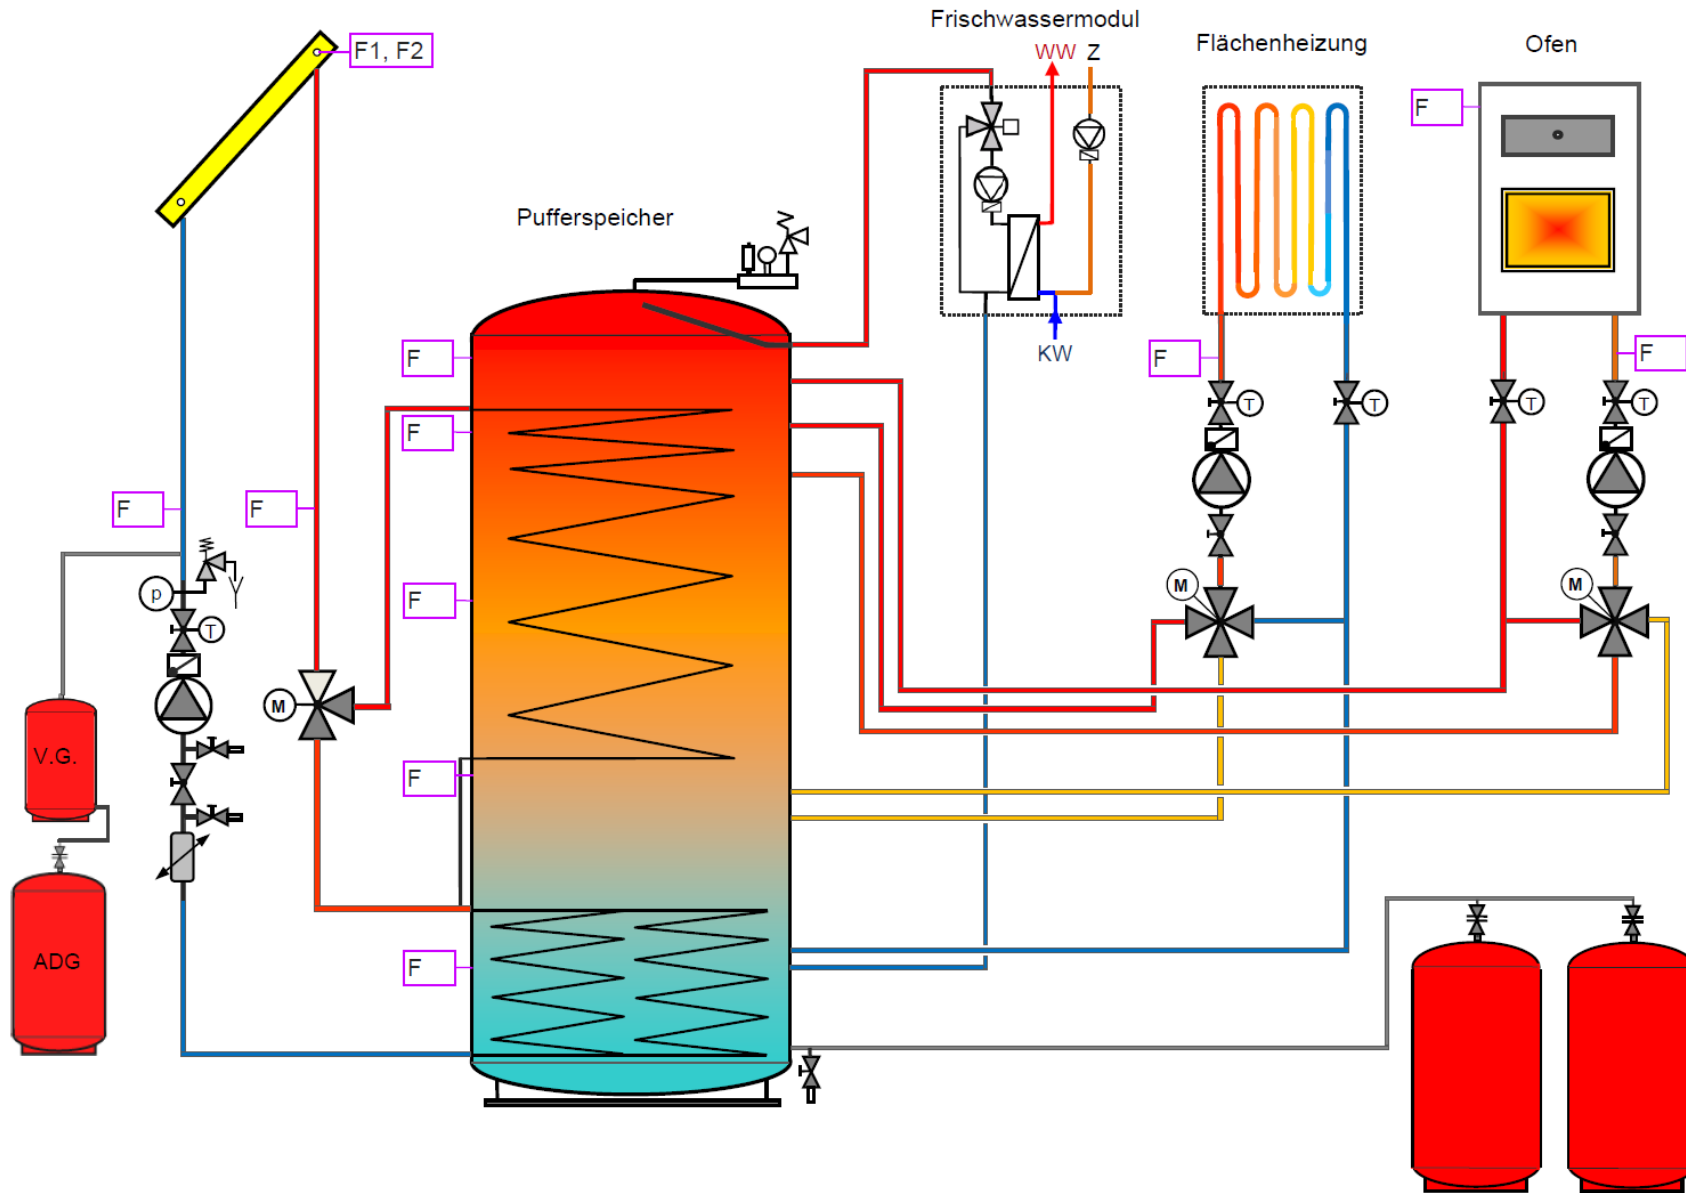 Frischwassermodul
Flächenheizung
Ofen
WW Z
F1, F2
F
Pufferspeicher
KW
F
F
F
F
F
F
F
T
T
T
T
M
M
F
p
T
M
V.G.
F
ADG
F